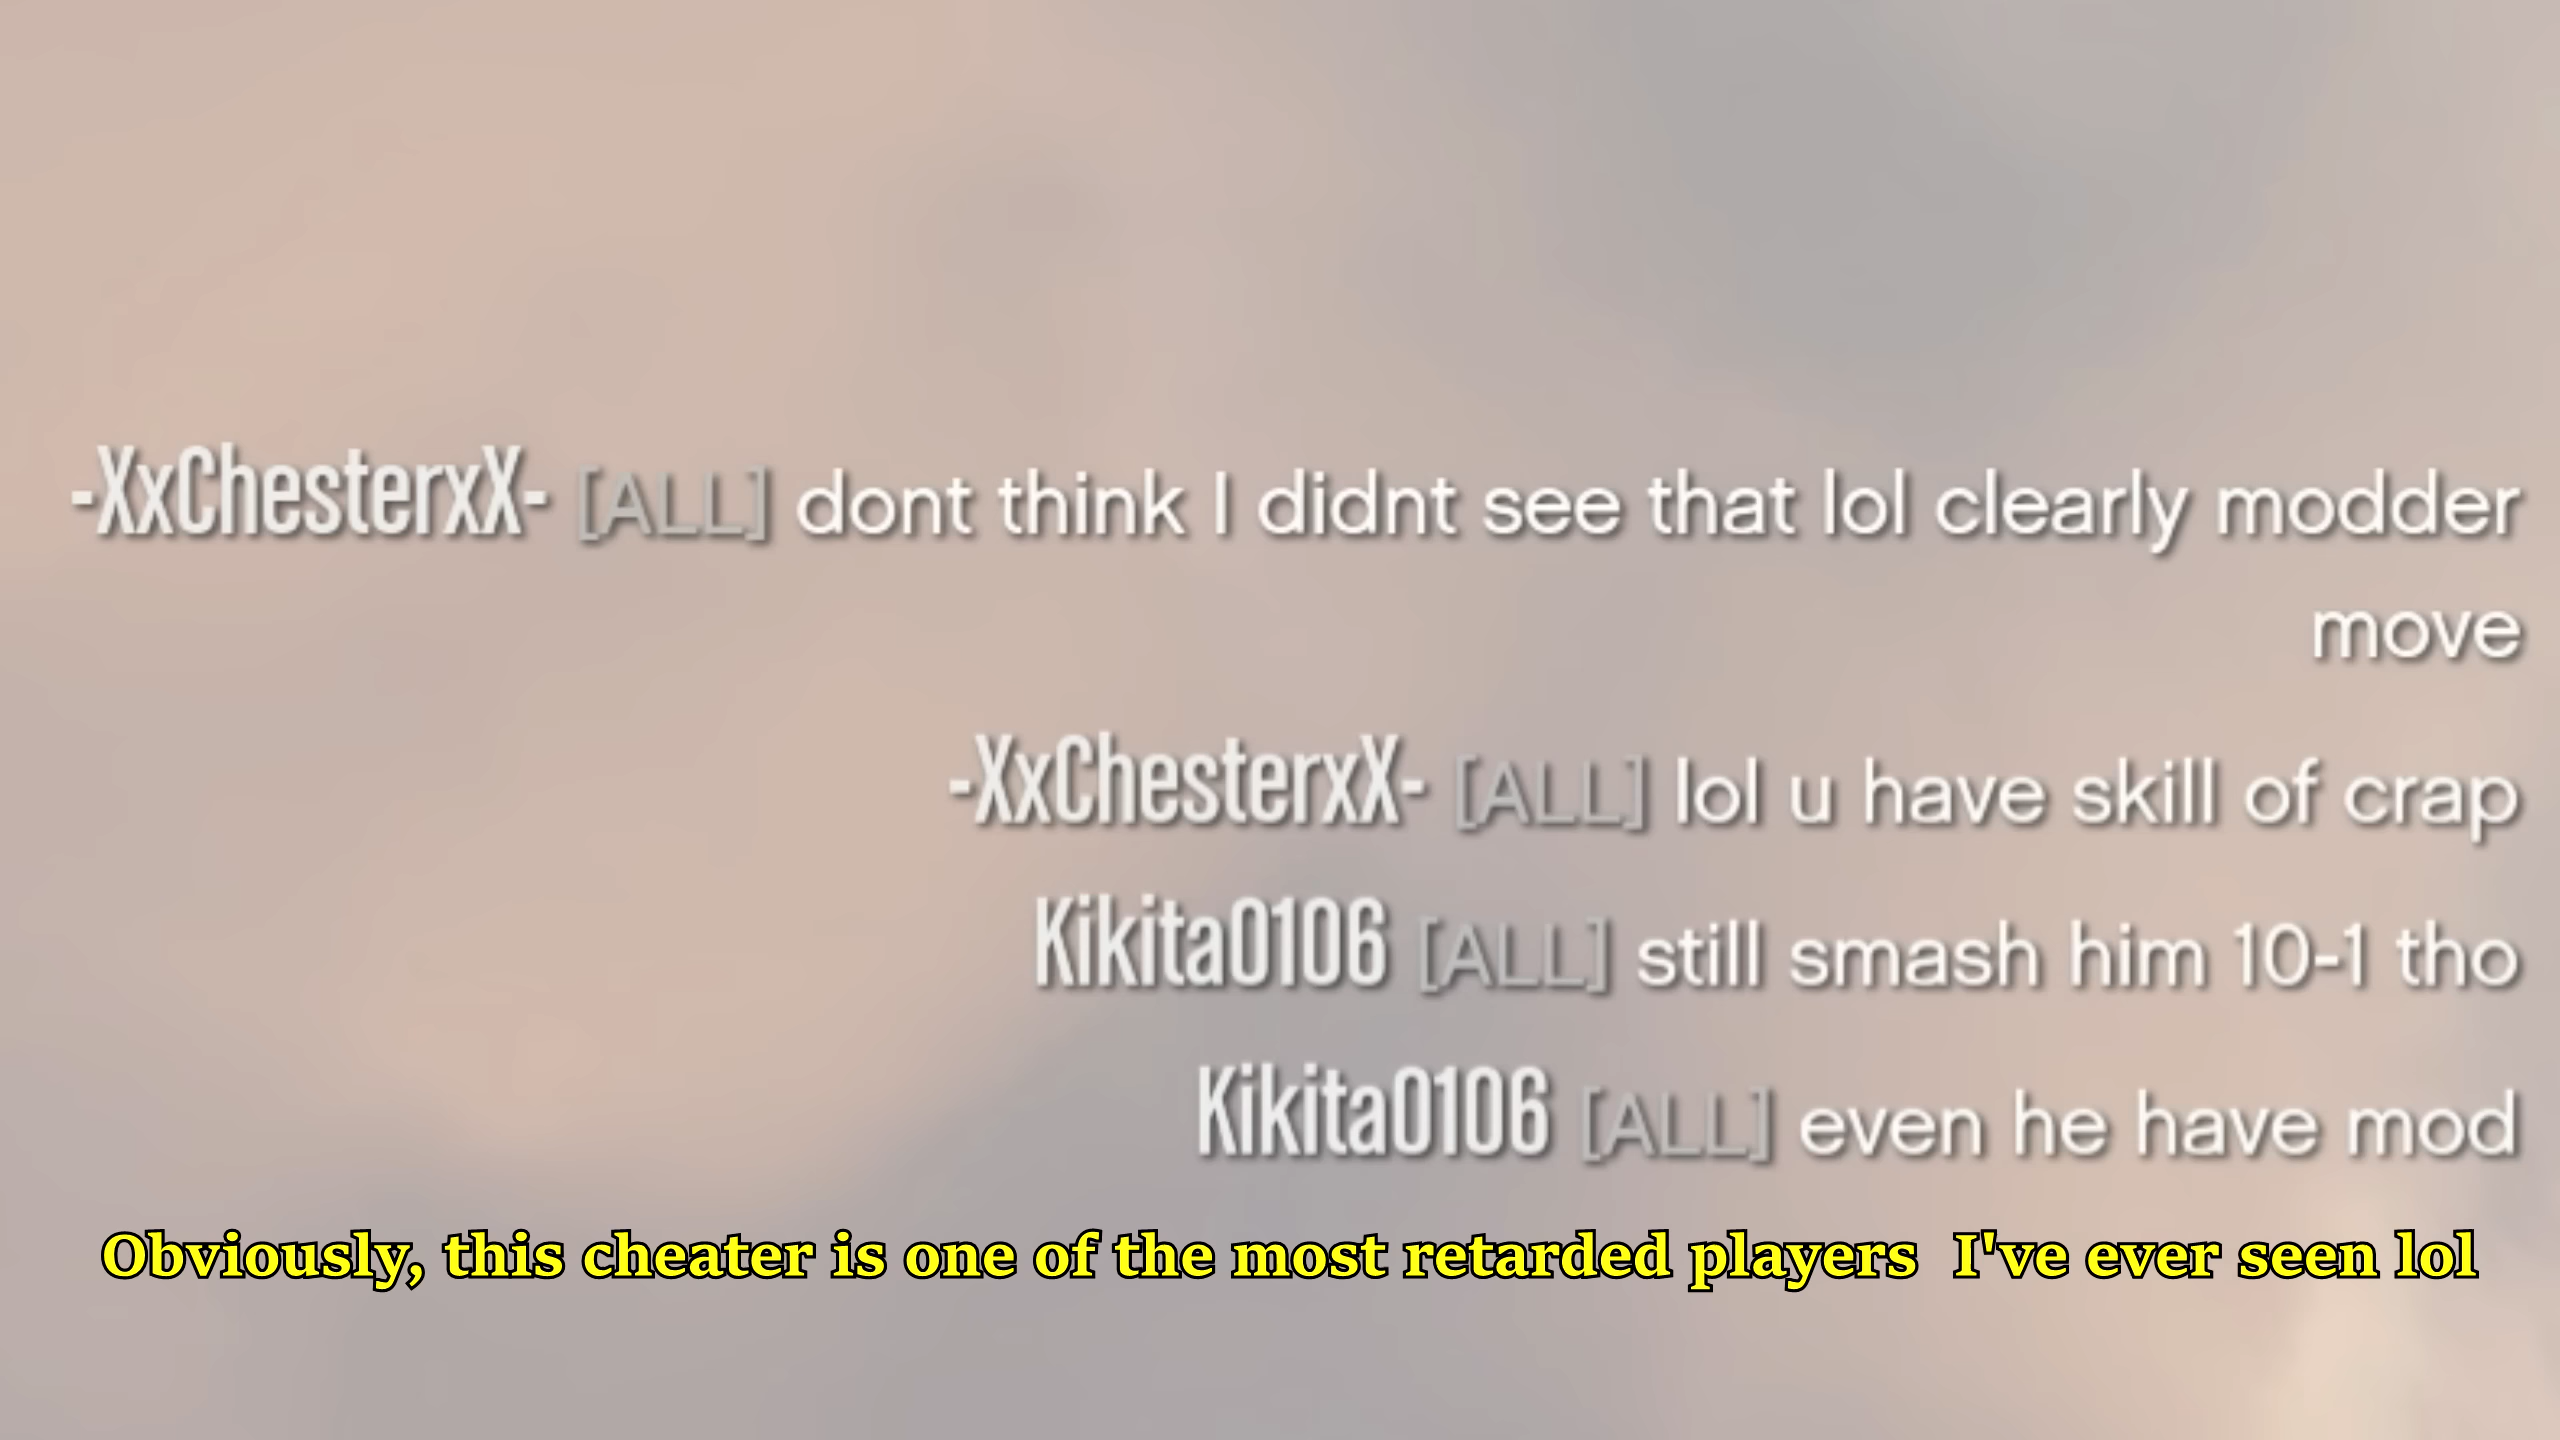 -XxChesterxX- [ALL] dont think I didnt see that lol clearly modder
move
-XxChesterxX- [ALL] lol u have skill of crap
Kikita0106 [ALL] still smash him 10-1 tho
Kikita0106 [ALL] even he have mod
Obviously, this cheater is one of the most retarded players  I've ever seen lol